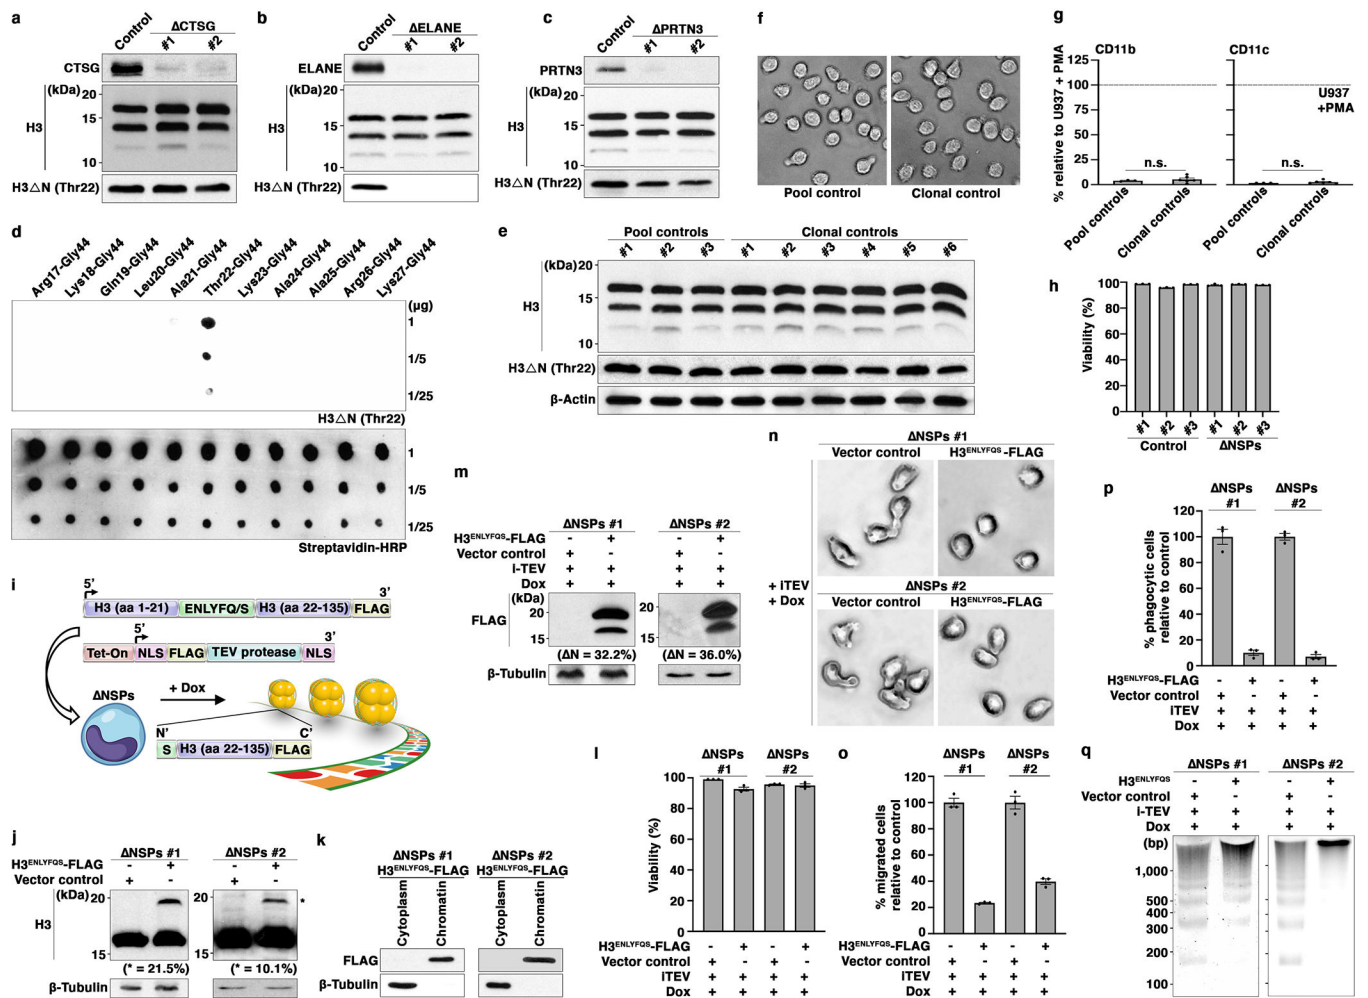 a
Control
ΔCTSG
#1
#2
CTSG
(kDa)
20
15
10
H3
H3△N (Thr22)
b
Control
ΔELANE
#1
#2
ELANE
(kDa)
20
15
10
H3
H3△N (Thr22)
c
Control
ΔPRTN3
#1
#2
PRTN3
(kDa)
20
15
10
H3
H3△N (Thr22)
f
Pool control
Clonal control
g
% relative to U937 + PMA
CD11b
125
100
75
50
25
0
n.s.
Pool controls
Clonal controls
CD11c
U937
+PMA
n.s.
Pool controls
Clonal controls
d
Arg17-Gly44
Lys18-Gly44
Gln19-Gly44
Leu20-Gly44
Ala21-Gly44
Thr22-Gly44
Lys23-Gly44
Ala24-Gly44
Ala25-Gly44
Arg26-Gly44
Lys27-Gly44
(μg)
1
1/5
1/25
H3△N (Thr22)
1
1/5
1/25
Streptavidin-HRP
e
Pool controls
Clonal controls
#1 #2 #3 #1 #2 #3 #4 #5 #6
(kDa)
20
15
10
H3
H3△N (Thr22)
β-Actin
h
Viability (%)
100
80
60
40
20
0
#1 #2 #3 #1 #2 #3
Control ΔNSPs
i
5’ 3’
H3 (aa 1-21) ENLYFQ/S H3 (aa 22-135) FLAG
5’ 3’
Tet-On NLS FLAG TEV protease NLS
ΔNSPs
+ Dox
N’ C’
S H3 (aa 22-135) FLAG
m
ΔNSPs #1 ΔNSPs #2
H3ENLYFQS-FLAG - + - +
Vector control + - + -
i-TEV + + + +
Dox + + + +
(kDa)
20 20
15 15
FLAG
(ΔN = 32.2%) (ΔN = 36.0%)
β-Tubulin
n
ΔNSPs #1
Vector control H3ENLYFQS-FLAG
+ iTEV
+ Dox
ΔNSPs #2
Vector control H3ENLYFQS-FLAG
p
ΔNSPs ΔNSPs
#1 #2
% phagocytic cells
relative to control
120
100
80
60
40
20
0
H3ENLYFQS-FLAG - + - +
Vector control + - + -
iTEV + + + +
Dox + + + +
j
ΔNSPs #1 ΔNSPs #2
H3ENLYFQS-FLAG - + - +
Vector control + - + -
(kDa)
20 20 *
15 15
H3
(* = 21.5%) (* = 10.1%)
β-Tubulin
k
ΔNSPs #1 ΔNSPs #2
H3ENLYFQS-FLAG H3ENLYFQS-FLAG
Cytoplasm
Chromatin
Cytoplasm
Chromatin
FLAG
β-Tubulin
l
ΔNSPs ΔNSPs
#1 #2
Viability (%)
100
80
60
40
20
0
H3ENLYFQS-FLAG - + - +
Vector control + - + -
iTEV + + + +
Dox + + + +
o
ΔNSPs ΔNSPs
#1 #2
% migrated cells
relative to control
120
100
80
60
40
20
0
H3ENLYFQS-FLAG - + - +
Vector control + - + -
iTEV + + + +
Dox + + + +
q
ΔNSPs #1 ΔNSPs #2
H3ENLYFQS - + - +
Vector control + - + -
i-TEV + + + +
Dox + + + +
(bp)
1,000
500
400
300
200
100